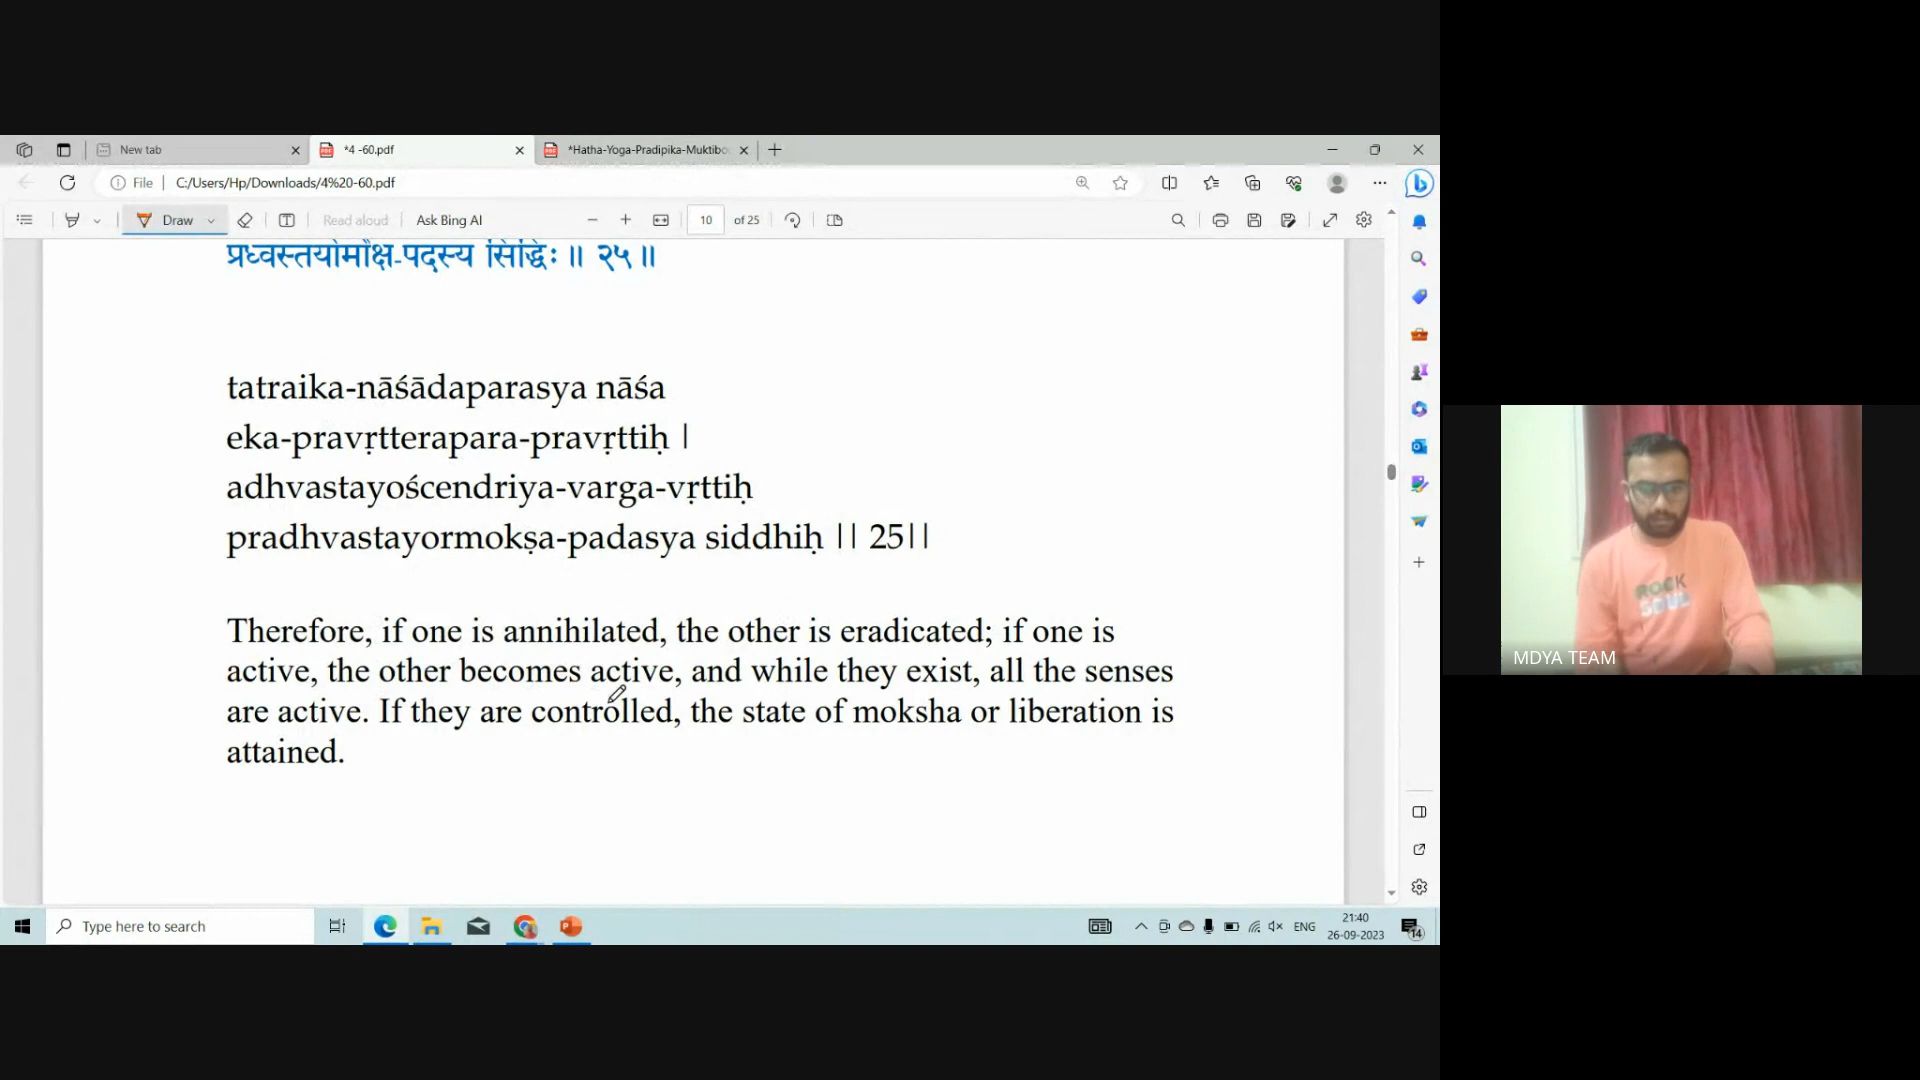 New tab
*4 -60.pdf
*Hatha-Yoga-Pradipika-Muktibo
File
C:/Users/Hp/Downloads/4%20-60.pdf
Draw
Read aloud
Ask Bing AI
10
of 25
प्रध्वस्तयोर्मोक्ष-पदस्य सिद्धिः ॥ २५ ॥
tatraika-nāśādaparasya nāśa
eka-pravṛtterapara-pravṛttiḥ |
adhvastayoścendriya-varga-vṛttiḥ
pradhvastayormokṣa-padasya siddhiḥ || 25||
Therefore, if one is annihilated, the other is eradicated; if one is
active, the other becomes active, and while they exist, all the senses
are active. If they are controlled, the state of moksha or liberation is
attained.
ROCK
SOUL
MDYA TEAM
Type here to search
ENG
21:40
26-09-2023
14